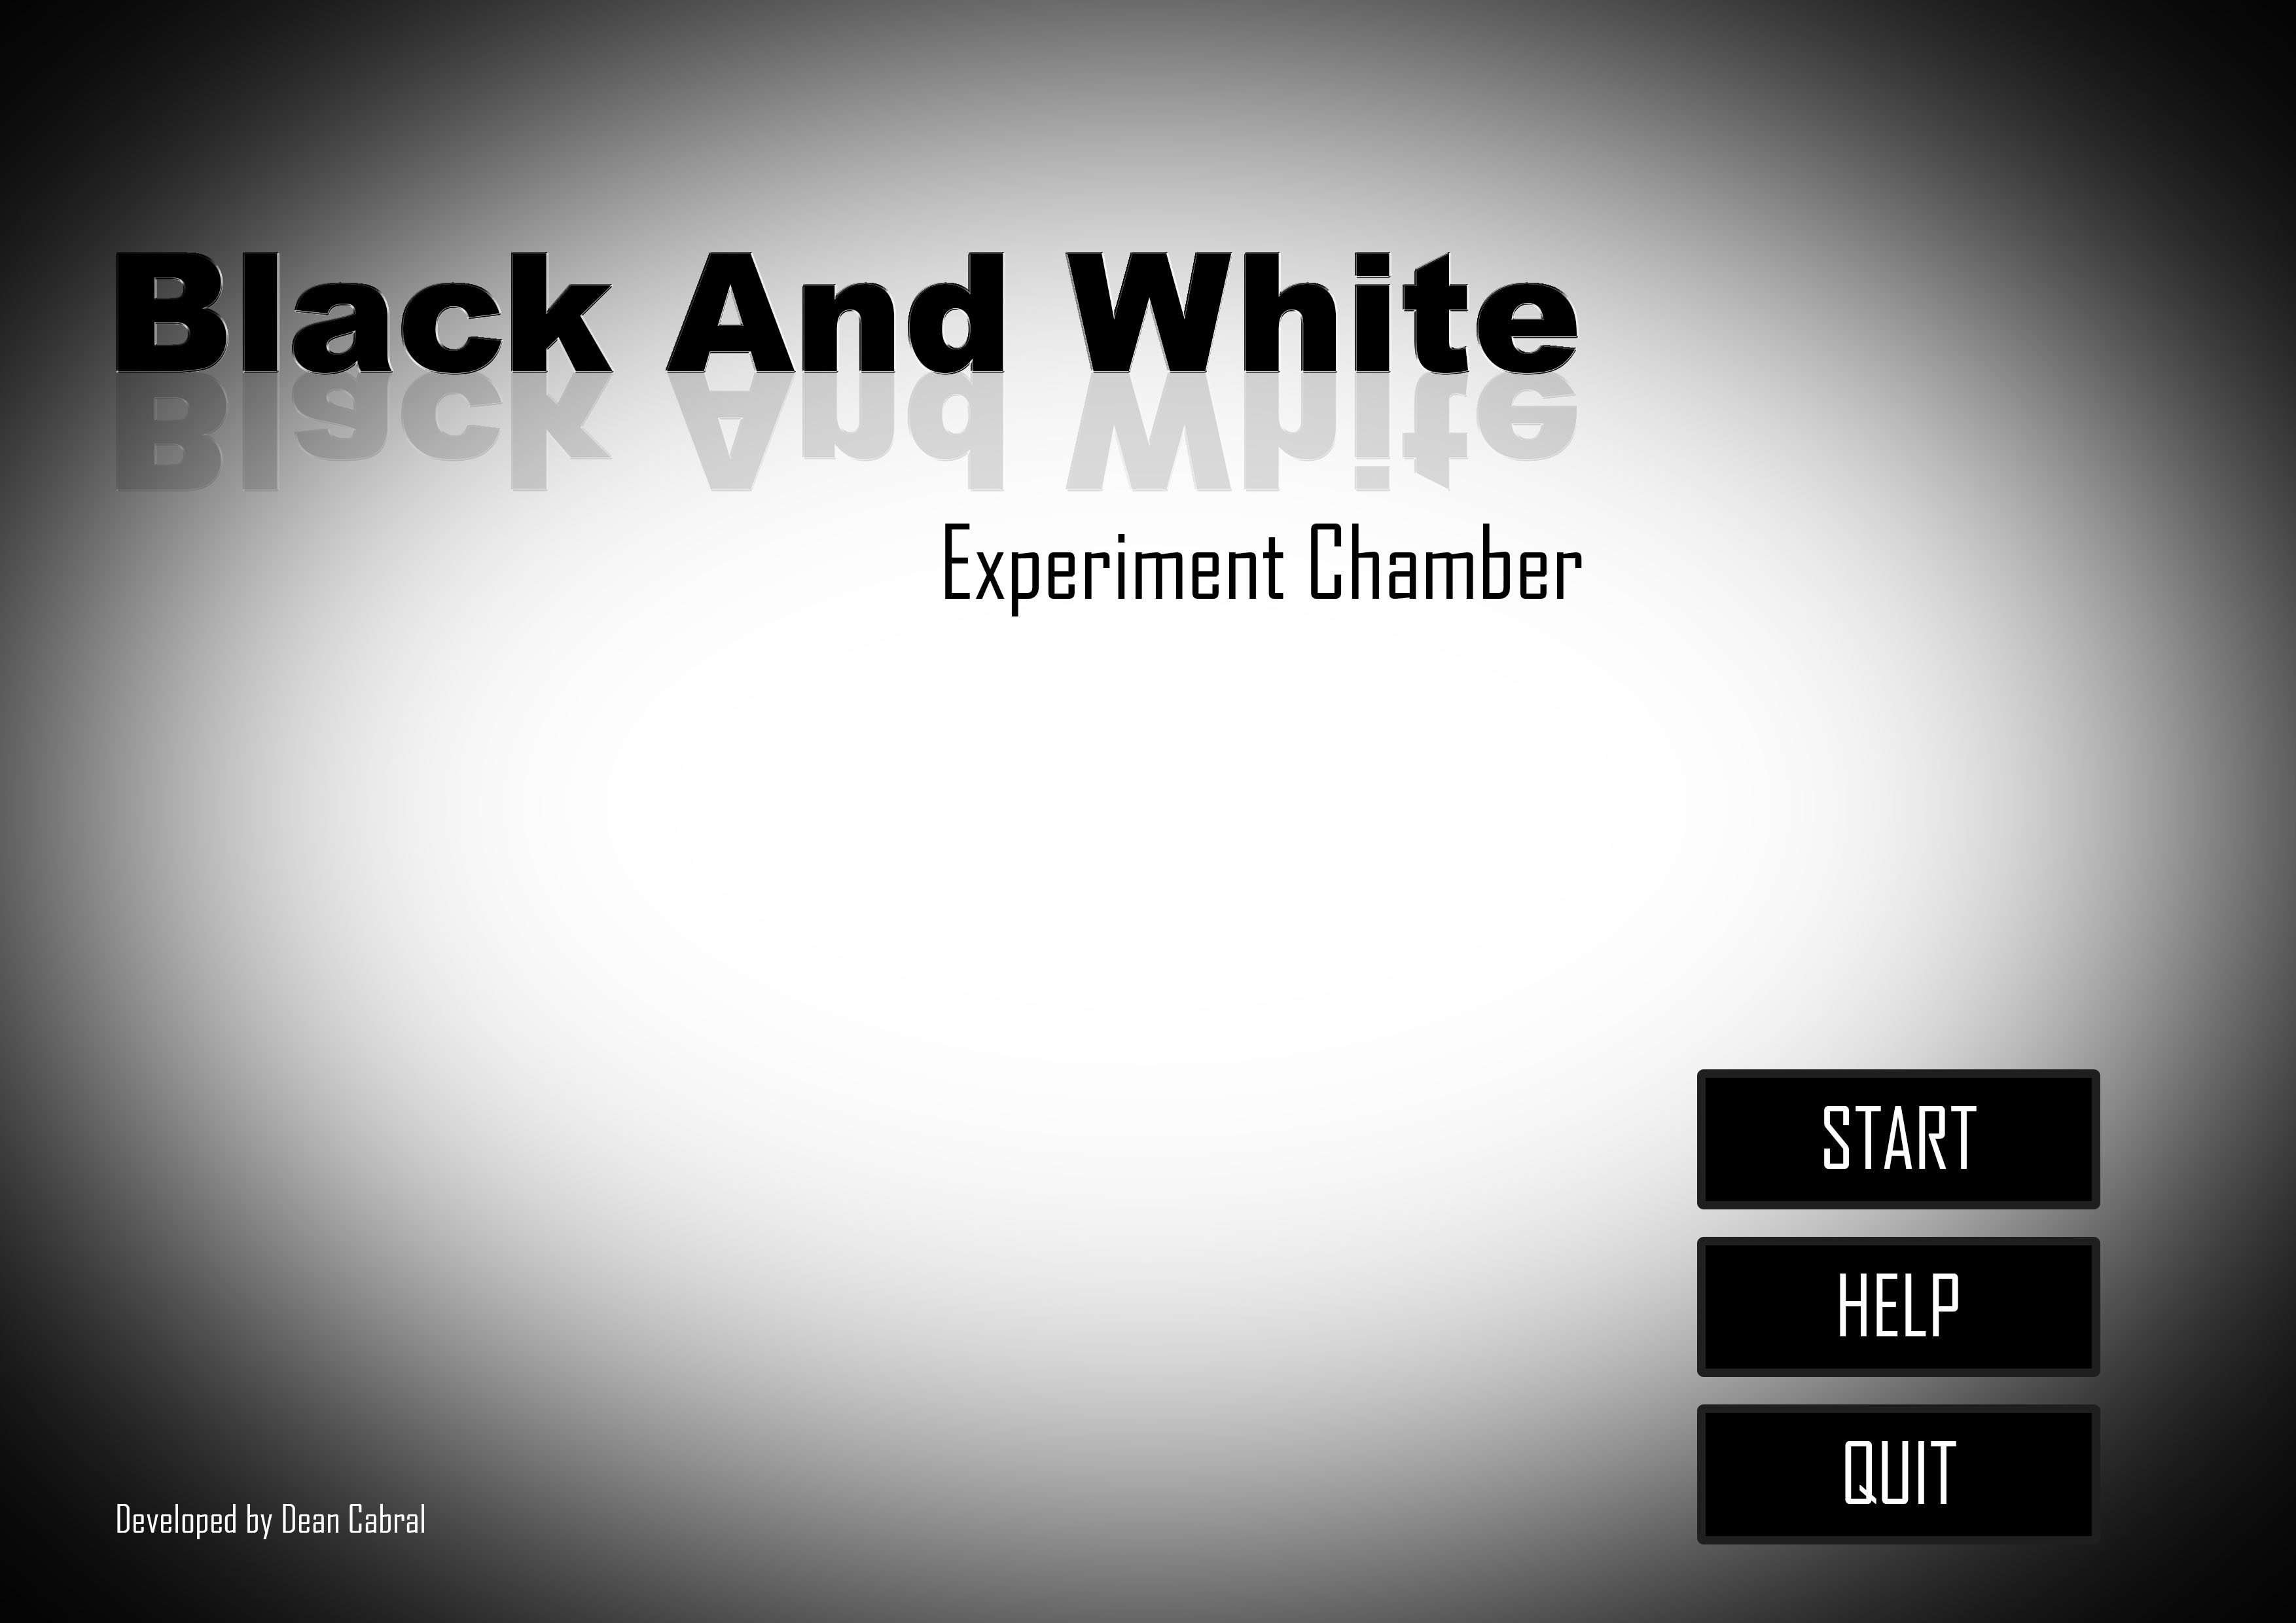 Black And White
Experiment Chamber
START
HELP
QUIT
Developed by Dean Cabral